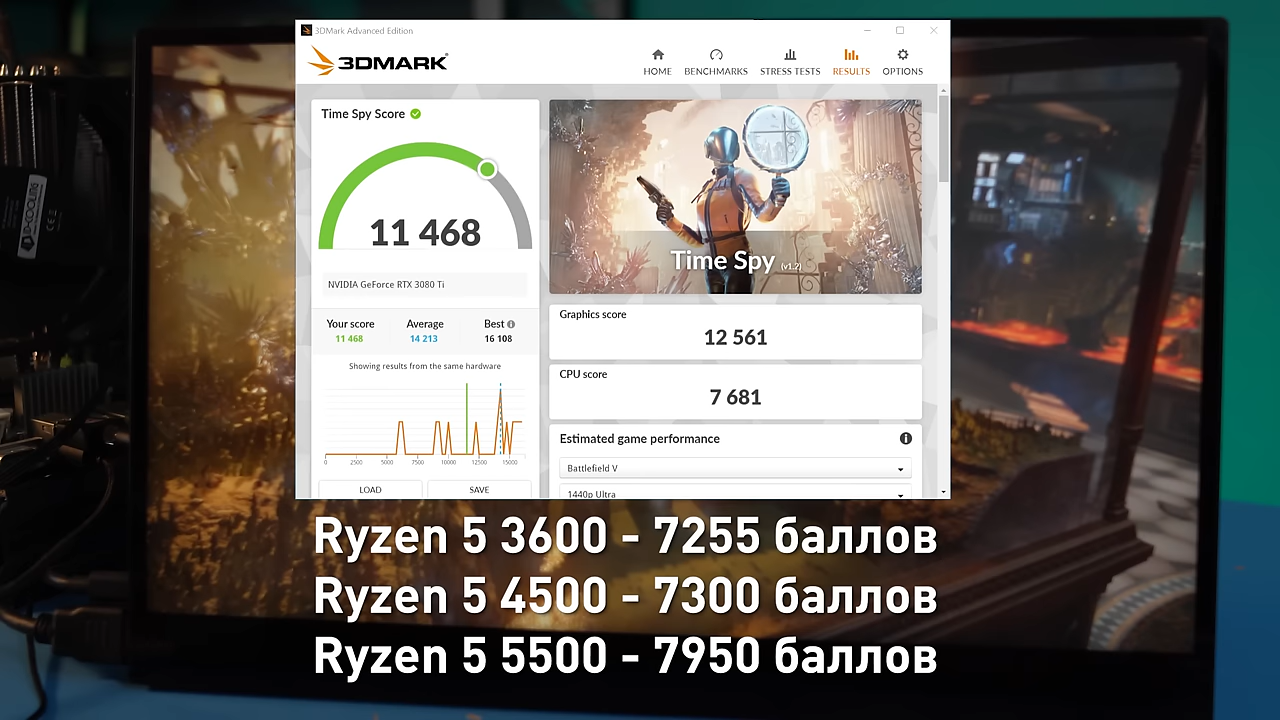 3DMark Advanced Edition
3DMARK
HOME BENCHMARKS STRESS TESTS RESULTS OPTIONS
Time Spy Score
11 468
NVIDIA GeForce RTX 3080 Ti
Your score Average Best
11 468 14 213 16 108
Showing results from the same hardware
0 2500 5000 7500 10000 12500 15000
LOAD SAVE
Time Spy (v1.2)
Graphics score
12 561
CPU score
7 681
Estimated game performance
Battlefield V
1440p Ultra
ID-COOLING
CE
Ryzen 5 3600 - 7255 баллов
Ryzen 5 4500 - 7300 баллов
Ryzen 5 5500 - 7950 баллов